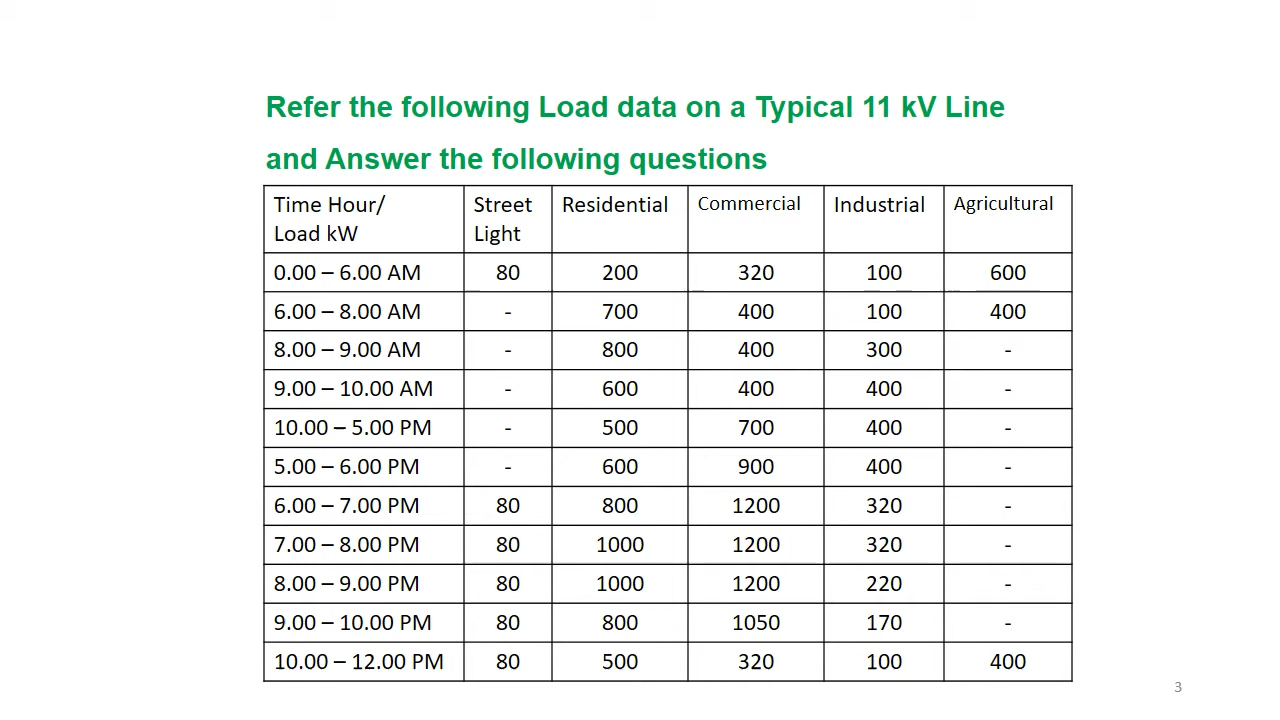 Refer the following Load data on a Typical 11 kV Line
and Answer the following questions
Time Hour/ Load kW Street Light Residential Commercial Industrial Agricultural
0.00 – 6.00 AM 80 200 320 100 600
6.00 – 8.00 AM - 700 400 100 400
8.00 – 9.00 AM - 800 400 300 -
9.00 – 10.00 AM - 600 400 400 -
10.00 – 5.00 PM - 500 700 400 -
5.00 – 6.00 PM - 600 900 400 -
6.00 – 7.00 PM 80 800 1200 320 -
7.00 – 8.00 PM 80 1000 1200 320 -
8.00 – 9.00 PM 80 1000 1200 220 -
9.00 – 10.00 PM 80 800 1050 170 -
10.00 – 12.00 PM 80 500 320 100 400
3